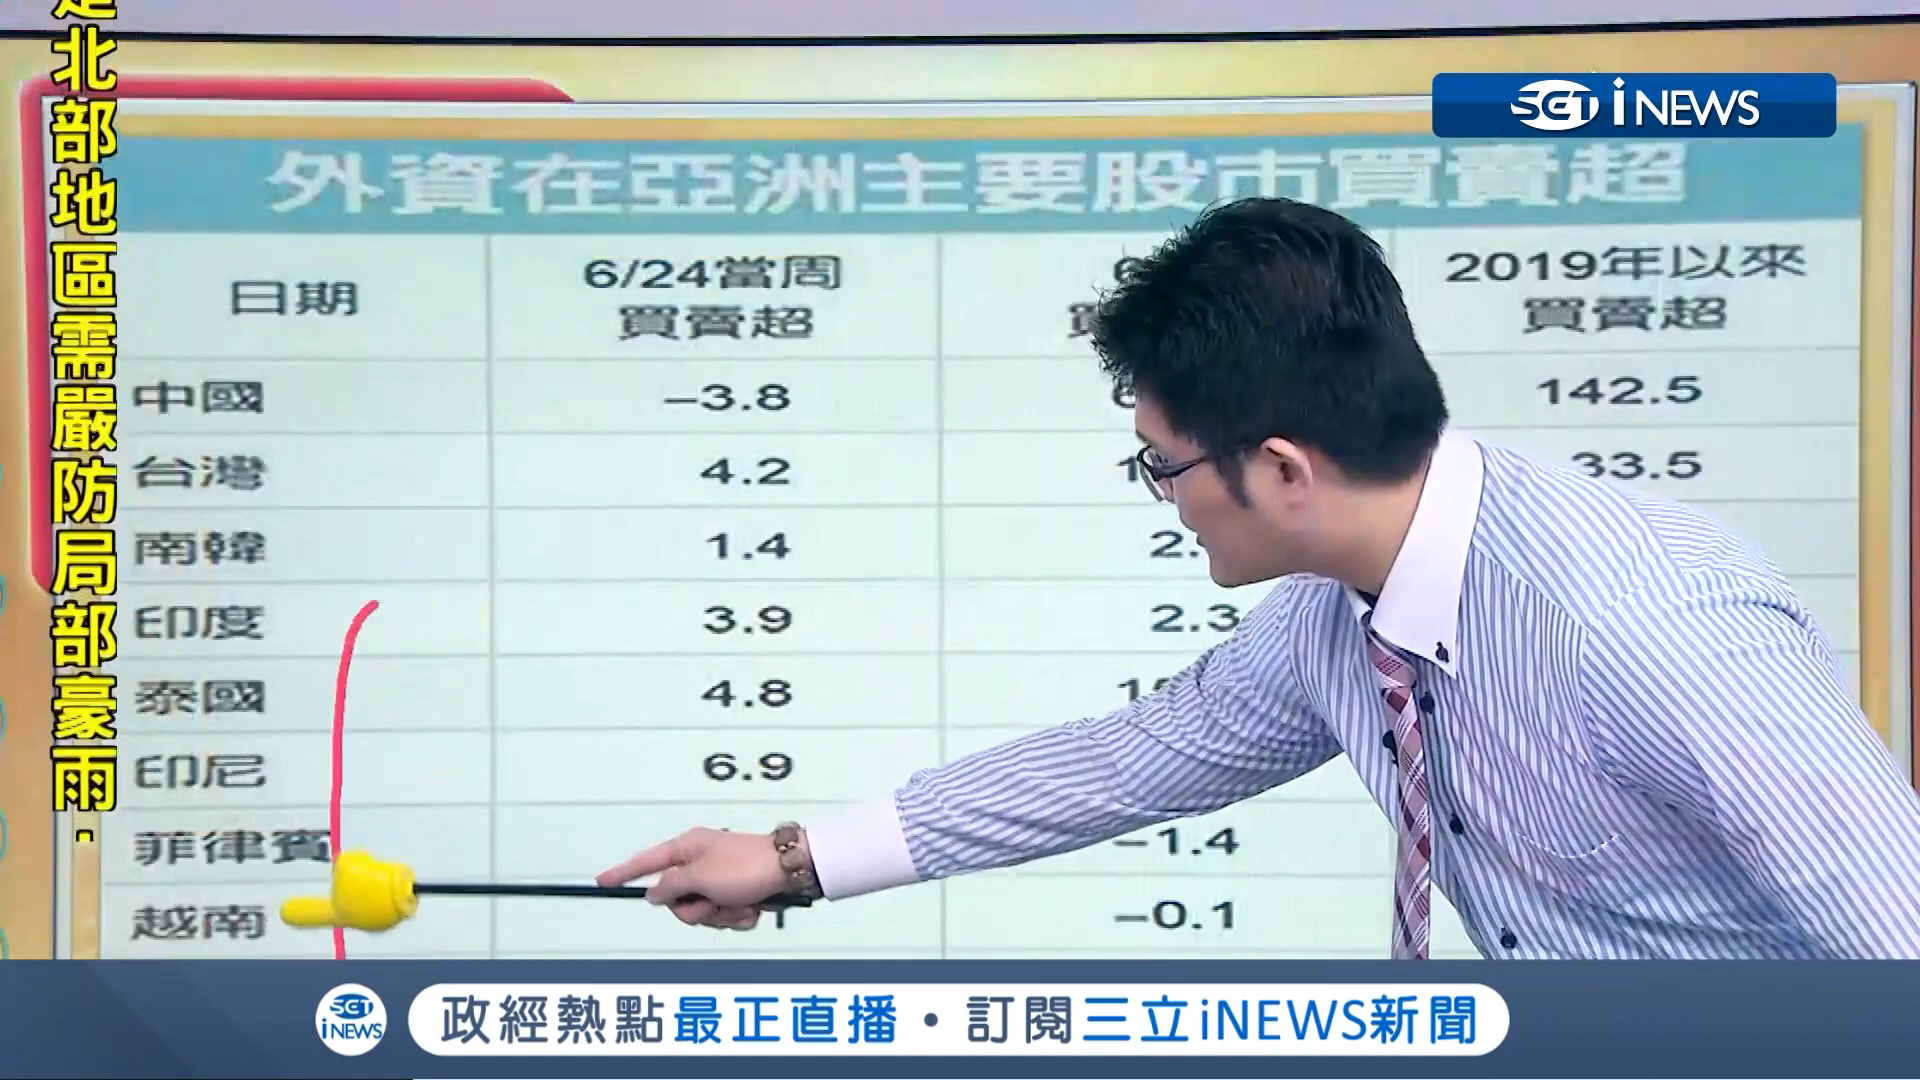 北部地區需嚴防局部豪雨．
SET iNEWS
外資在亞洲主要股市買賣超
日期
6/24當周
買賣超
2019年以來
買賣超
中國 –3.8 142.5
台灣 4.2 33.5
南韓 1.4 2.
印度 3.9 2.3
泰國 4.8
印尼 6.9
菲律賓 –1.4
越南 –0.1
SET
iNEWS
政經熱點最正直播・訂閱三立iNEWS新聞